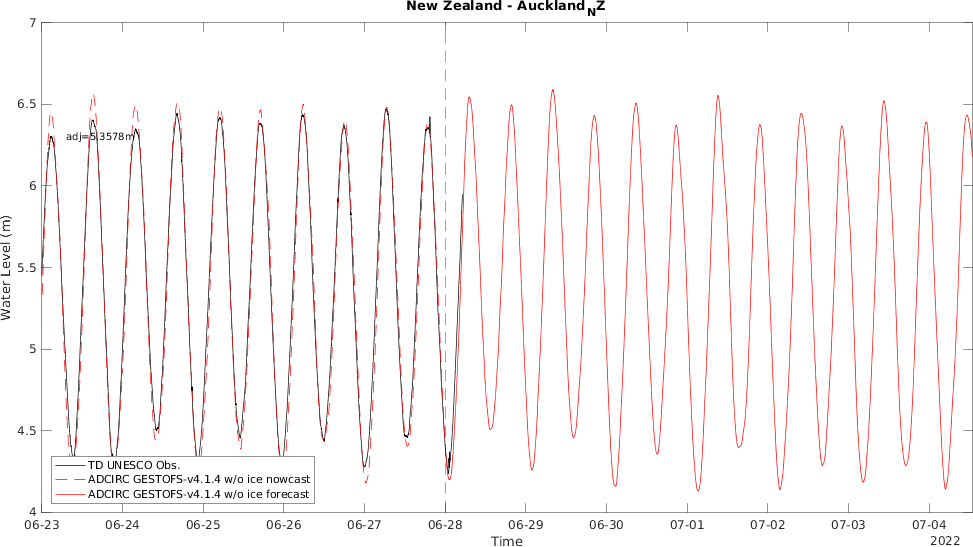 New Zealand - Auckland_NZ
7
6.5
6
5.5
5
4.5
4
Water Level (m)
adj=5.3578m
TD UNESCO Obs.
ADCIRC GESTOFS-v4.1.4 w/o ice nowcast
ADCIRC GESTOFS-v4.1.4 w/o ice forecast
06-23 06-24 06-25 06-26 06-27 06-28 06-29 06-30 07-01 07-02 07-03 07-04
Time
2022